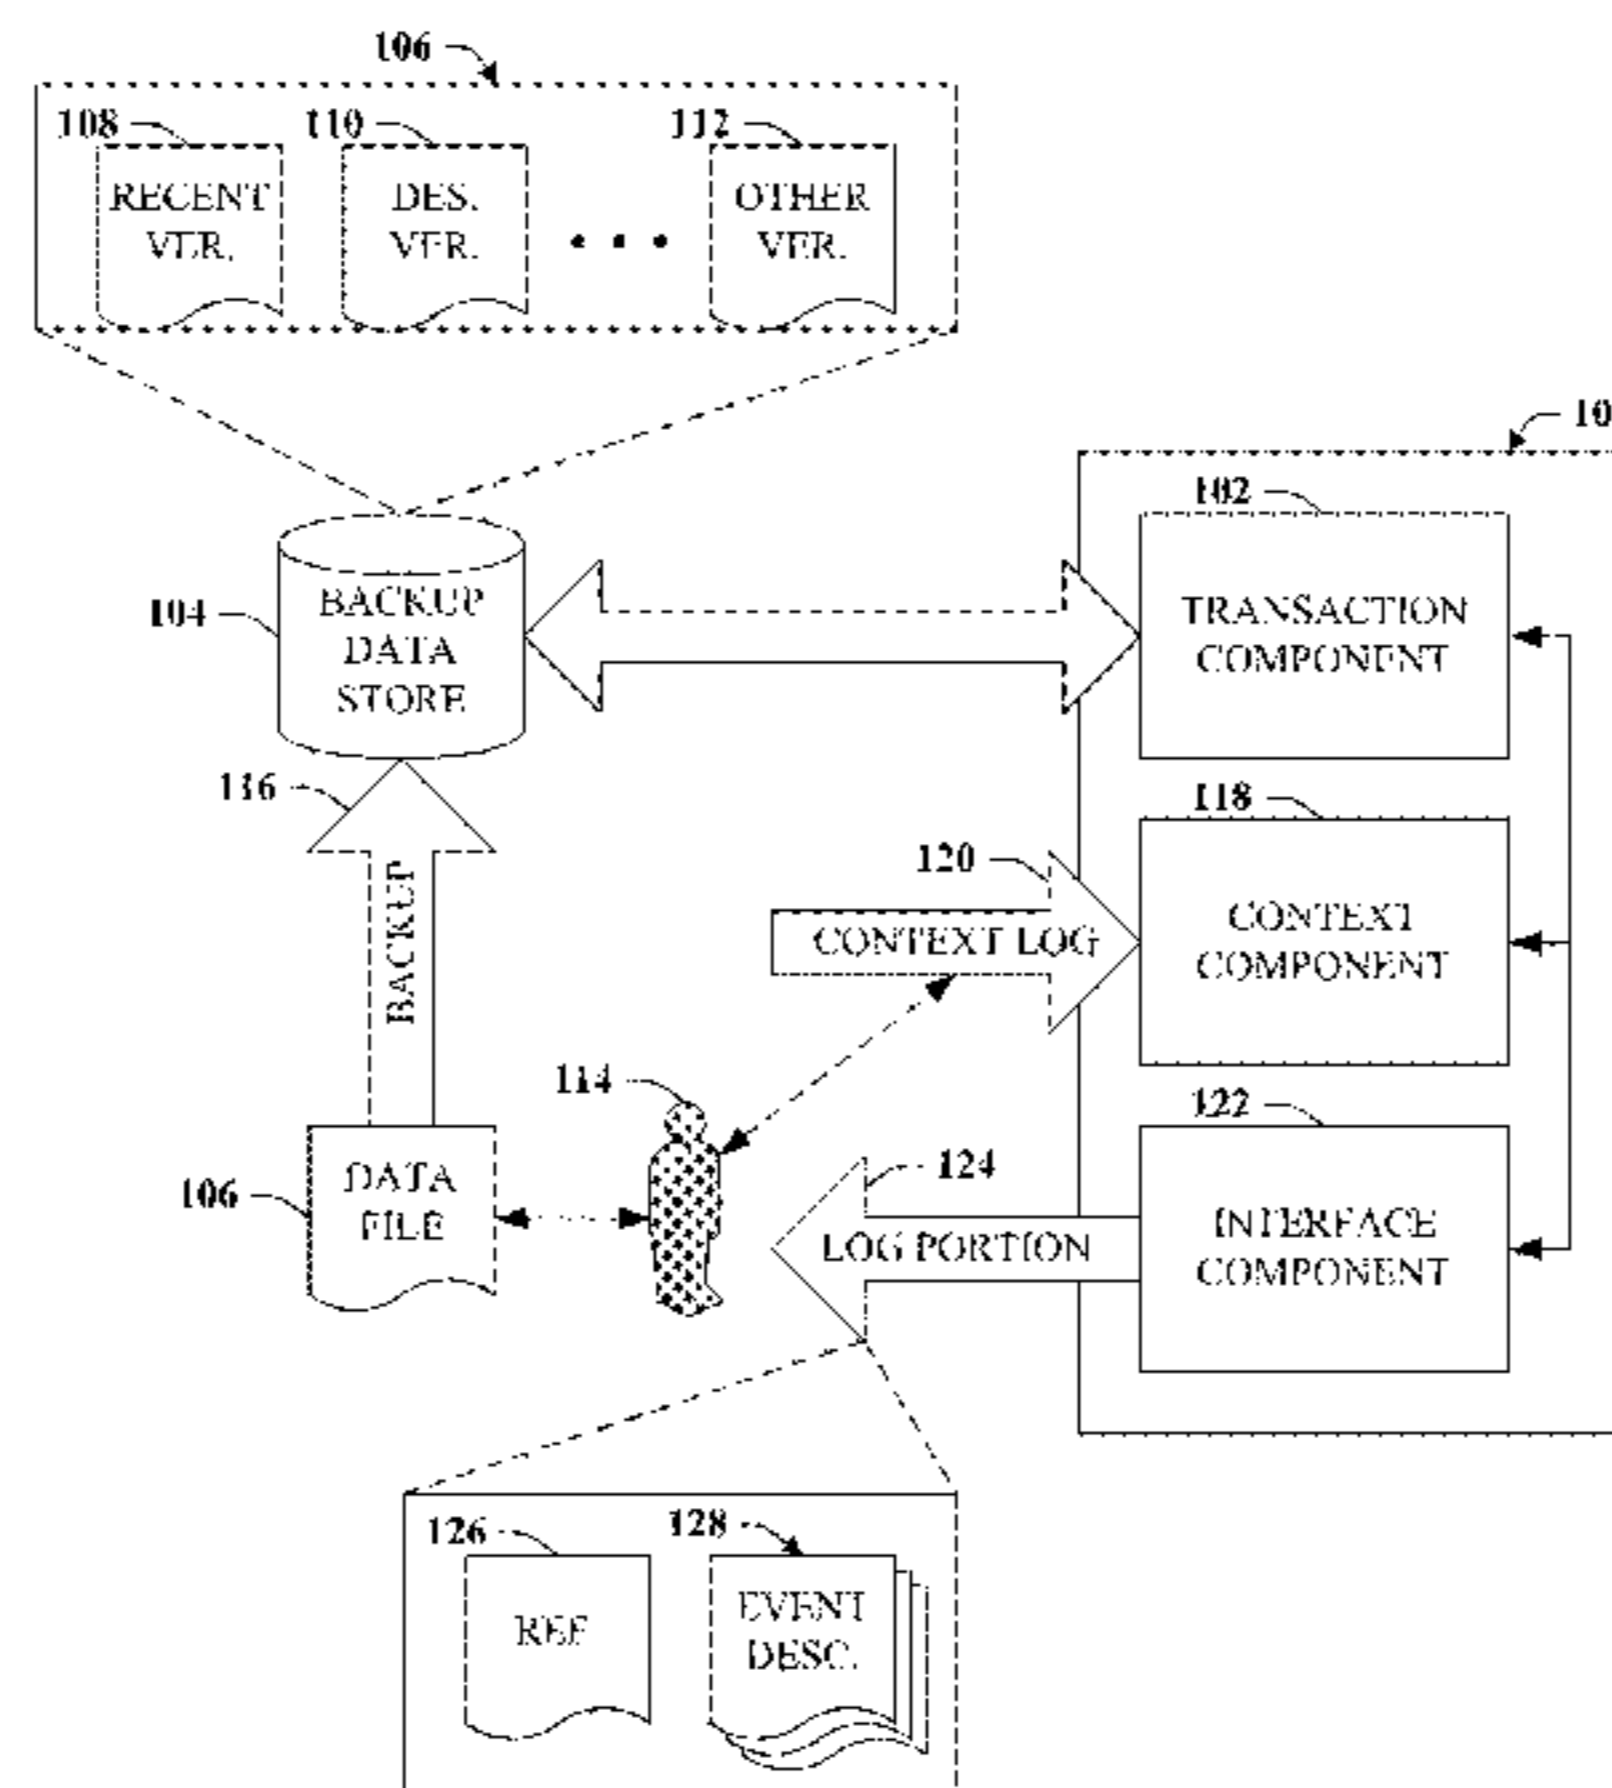 106
108
110
112
RECENT
VER.
DES.
VER.
OTHER
VER.
10
102
104
BACKUP
DATA
STORE
TRANSACTION
COMPONENT
116
118
BACKUP
120
CONTEXT LOG
CONTEXT
COMPONENT
114
122
106
DATA
FILE
124
LOG PORTION
INTERFACE
COMPONENT
126
128
REF
EVENT
DESC.